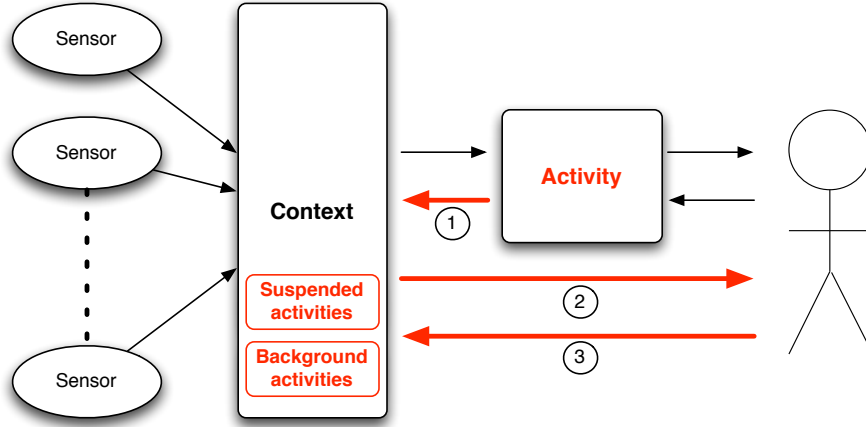 Sensor
Sensor
Sensor
Context
Suspended
activities
Background
activities
Activity
1
2
3